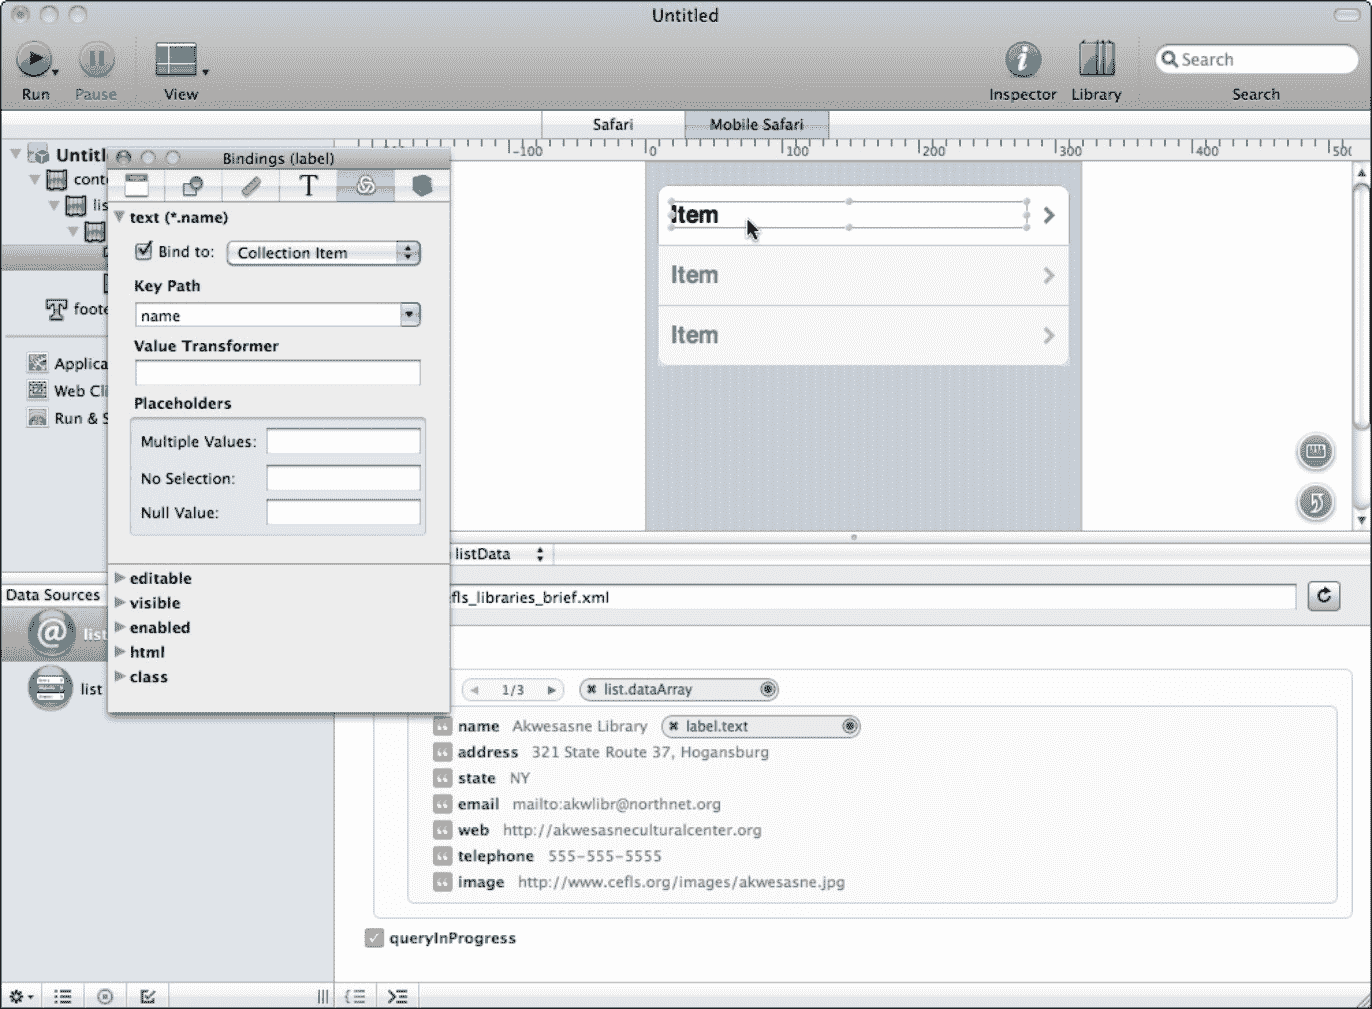 Untitled
Run
Pause
View
Inspector
Library
Search
Search
Safari
Mobile Safari
-100
0
100
200
300
400
500
Untitl
conte
lis
foote
Applica
Web Cli
Run & S
Bindings (label)
T
text (*.name)
Bind to:
Collection Item
Key Path
name
Value Transformer
Placeholders
Multiple Values:
No Selection:
Null Value:
editable
visible
enabled
html
class
Item
Item
Item
listData
efls_libraries_brief.xml
Data Sources
list
list
1/3
list.dataArray
name Akwesasne Library
label.text
address 321 State Route 37, Hogansburg
state NY
email mailto:akwlibr@northnet.org
web http://akwesasneculturalcenter.org
telephone 555-555-5555
image http://www.cefls.org/images/akwesasne.jpg
queryInProgress